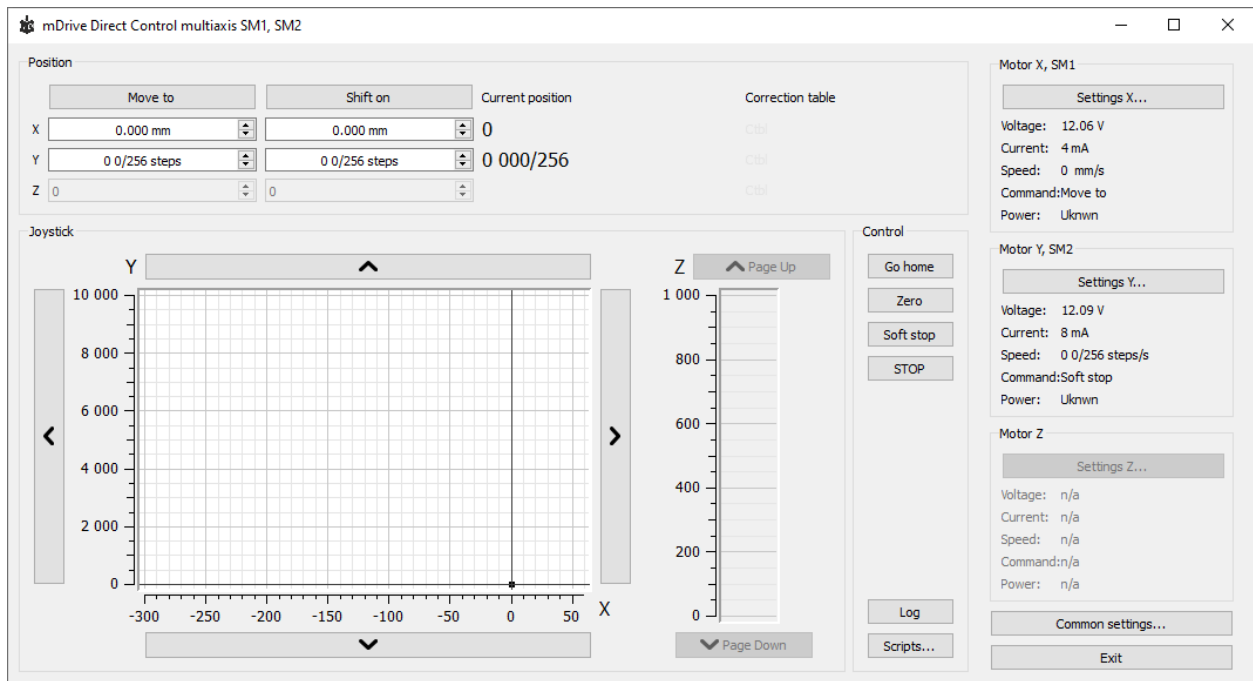 mDrive Direct Control multiaxis SM1, SM2
Position
Move to Shift on Current position Correction table
X 0.000 mm 0.000 mm 0 Ctbl
Y 0 0/256 steps 0 0/256 steps 0 000/256 Ctbl
Z 0 0 Ctbl
Joystick
Y
10 000
8 000
6 000
4 000
2 000
0
-300 -250 -200 -150 -100 -50 0 50 X
Z Page Up
1 000
800
600
400
200
0
Page Down
Control
Go home
Zero
Soft stop
STOP
Log
Scripts...
Motor X, SM1
Settings X...
Voltage: 12.06 V
Current: 4 mA
Speed: 0 mm/s
Command:Move to
Power: Uknwn
Motor Y, SM2
Settings Y...
Voltage: 12.09 V
Current: 8 mA
Speed: 0 0/256 steps/s
Command:Soft stop
Power: Uknwn
Motor Z
Settings Z...
Voltage: n/a
Current: n/a
Speed: n/a
Command:n/a
Power: n/a
Common settings...
Exit